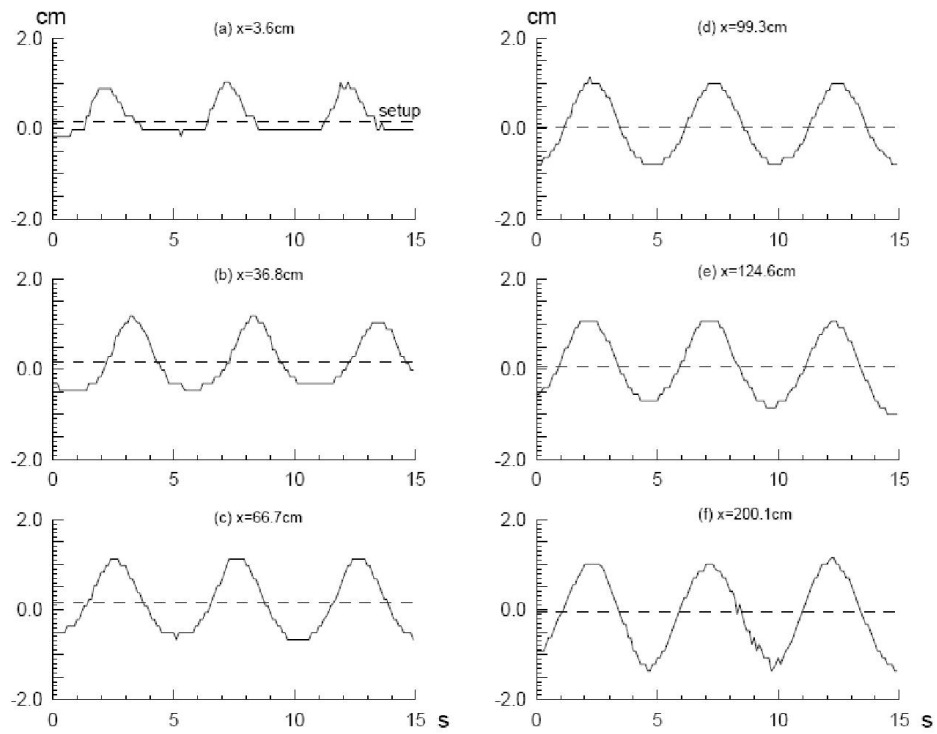 cm
(a) x=3.6cm
2.0
0.0
-2.0
setup
0 5 10 15
(b) x=36.8cm
2.0
0.0
-2.0
0 5 10 15
(c) x=66.7cm
2.0
0.0
-2.0
0 5 10 15 s
cm
(d) x=99.3cm
2.0
0.0
-2.0
0 5 10 15
(e) x=124.6cm
2.0
0.0
-2.0
0 5 10 15
(f) x=200.1cm
2.0
0.0
-2.0
0 5 10 15 s